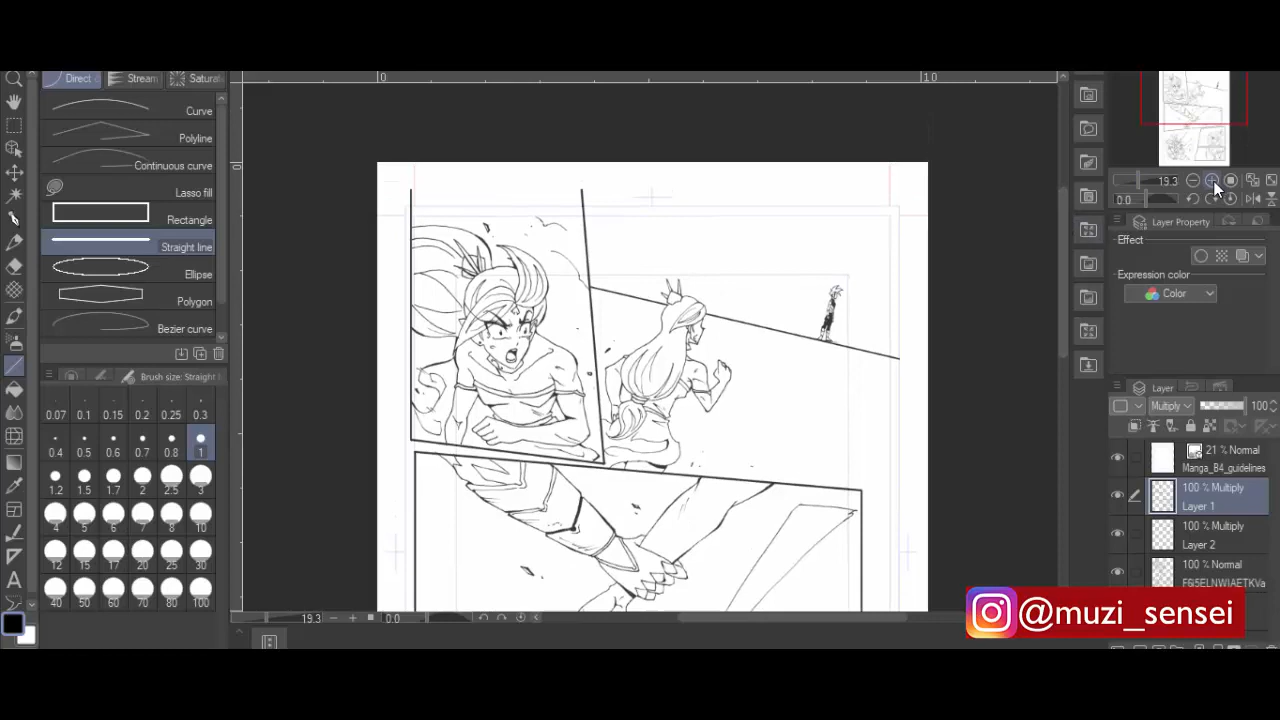 Direct
Stream
Saturat
Curve
Polyline
Continuous curve
Lasso fill
Rectangle
Straight line
Ellipse
Polygon
Bezier curve
Brush size: Straight
0.07 0.1 0.15 0.2 0.25 0.3
0.4 0.5 0.6 0.7 0.8 1
1.2 1.5 1.7 2 2.5 3
4 5 6 7 8 10
12 15 17 20 25 30
40 50 60 70 80 100
A
0 10
0
19.3
0.0
19.3
0.0
Layer Property
Effect
Expression color
Color
Layer
Multiply 100
21 % Normal
Manga_B4_guidelines
100 % Multiply
Layer 1
100 % Multiply
Layer 2
100 % Normal
@muzi_sensei